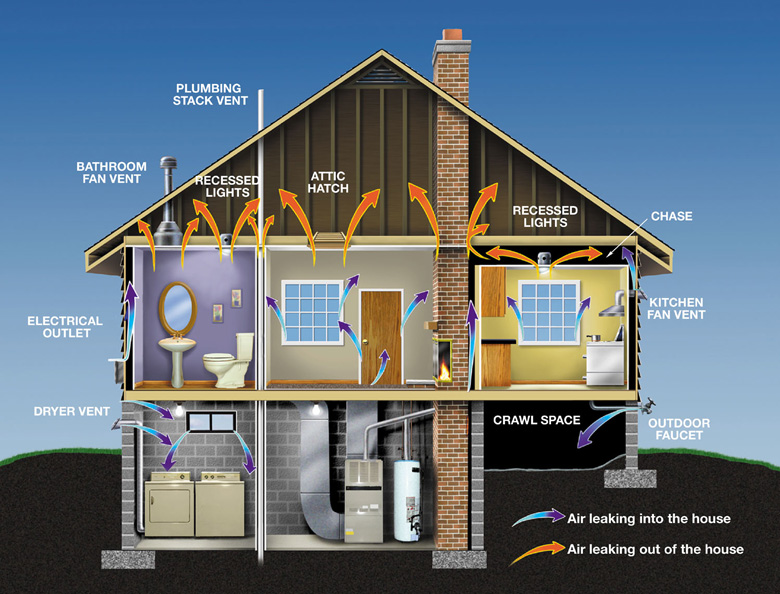 PLUMBING
STACK VENT
BATHROOM
FAN VENT
RECESSED
LIGHTS
ATTIC
HATCH
RECESSED
LIGHTS
CHASE
KITCHEN
FAN VENT
ELECTRICAL
OUTLET
DRYER VENT
CRAWL SPACE
OUTDOOR
FAUCET
Air leaking into the house
Air leaking out of the house